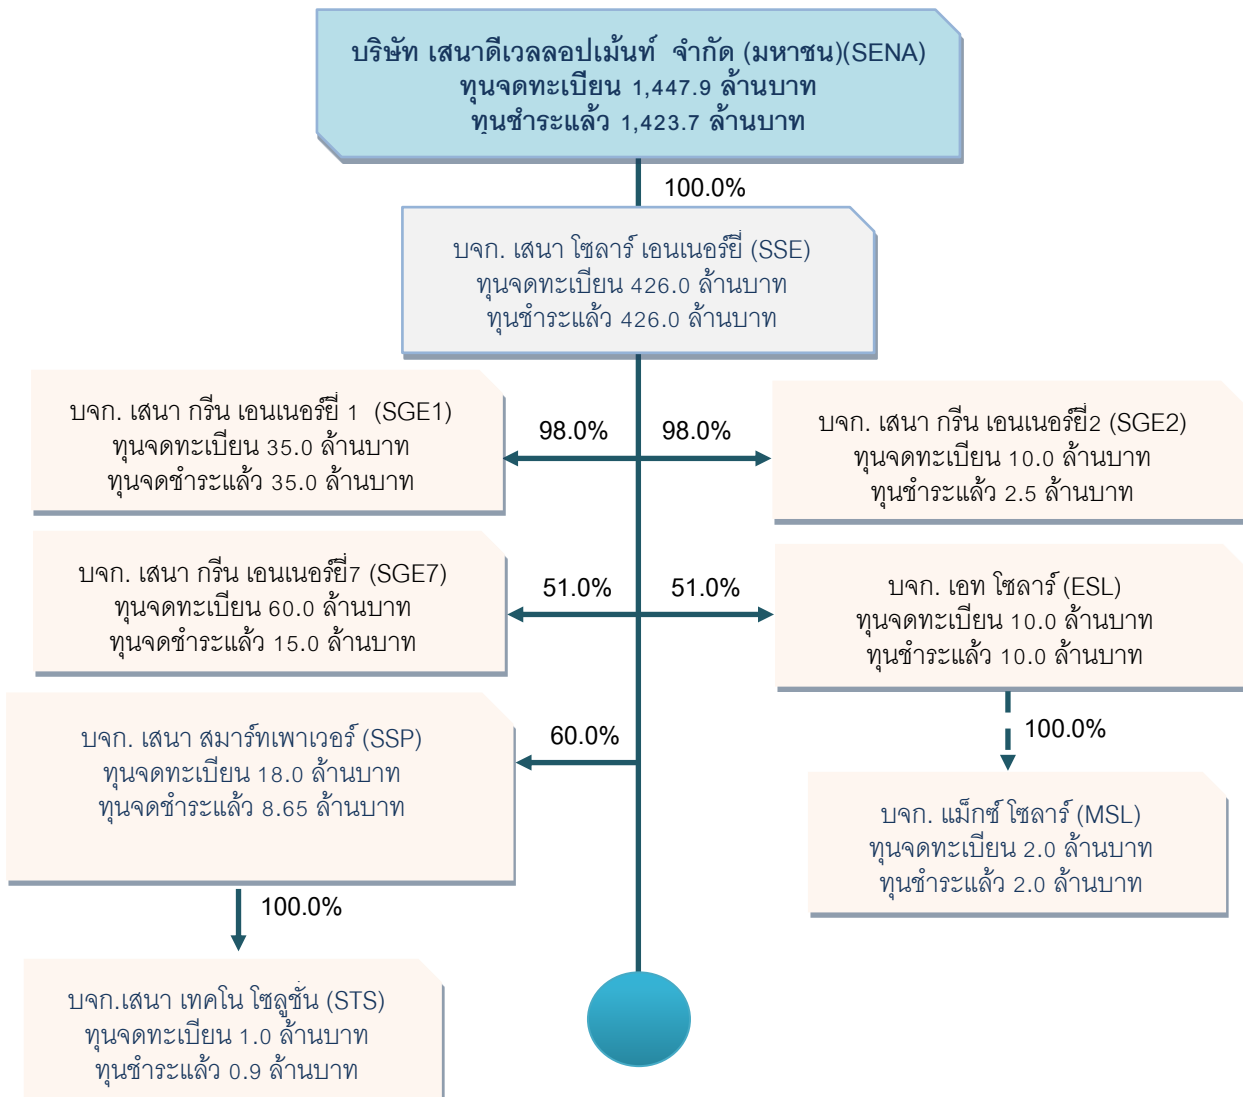 บริษัท เสนาดีเวลลอปเม้นท์ จำกัด (มหาชน)(SENA)
ทุนจดทะเบียน 1,447.9 ล้านบาท
ทุนชำระแล้ว 1,423.7 ล้านบาท
100.0%
บจก. เสนา โซลาร์ เอนเนอร์ยี่ (SSE)
ทุนจดทะเบียน 426.0 ล้านบาท
ทุนชำระแล้ว 426.0 ล้านบาท
บจก. เสนา กรีน เอนเนอร์ยี่ 1 (SGE1)
ทุนจดทะเบียน 35.0 ล้านบาท
ทุนจดชำระแล้ว 35.0 ล้านบาท
98.0%
98.0%
บจก. เสนา กรีน เอนเนอร์ยี่2 (SGE2)
ทุนจดทะเบียน 10.0 ล้านบาท
ทุนชำระแล้ว 2.5 ล้านบาท
บจก. เสนา กรีน เอนเนอร์ยี่7 (SGE7)
ทุนจดทะเบียน 60.0 ล้านบาท
ทุนจดชำระแล้ว 15.0 ล้านบาท
51.0%
51.0%
บจก. เอท โซลาร์ (ESL)
ทุนจดทะเบียน 10.0 ล้านบาท
ทุนชำระแล้ว 10.0 ล้านบาท
บจก. เสนา สมาร์ทเพาเวอร์ (SSP)
ทุนจดทะเบียน 18.0 ล้านบาท
ทุนจดชำระแล้ว 8.65 ล้านบาท
60.0%
100.0%
บจก. แม็กซ์ โซลาร์ (MSL)
ทุนจดทะเบียน 2.0 ล้านบาท
ทุนชำระแล้ว 2.0 ล้านบาท
100.0%
บจก.เสนา เทคโน โซลูชั่น (STS)
ทุนจดทะเบียน 1.0 ล้านบาท
ทุนชำระแล้ว 0.9 ล้านบาท